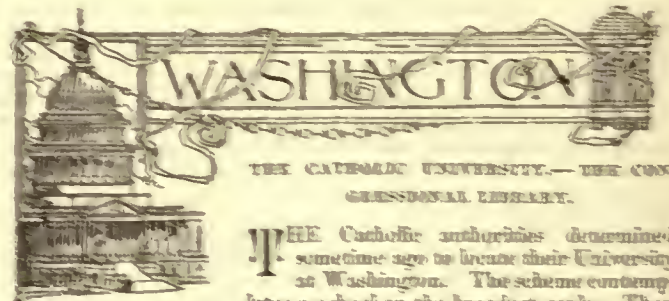 WASHINGTON
THE CATHOLIC UNIVERSITY.— THE CON-
GRESSIONAL LIBRARY.
THE Catholic authorities determined
sometime ago to locate their University
at Washington. The scheme contemp